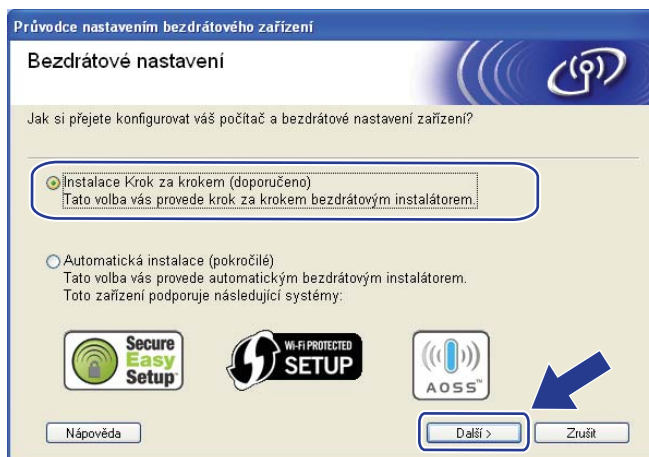 Průvodce nastavením bezdrátového zařízení
Bezdrátové nastavení
Jak si přejete konfigurovat váš počítač a bezdrátové nastavení zařízení?
Instalace Krok za krokem (doporučeno)
Tato volba vás provede krok za krokem bezdrátovým instalátorem.
Automatická instalace (pokročilé)
Tato volba vás provede automatickým bezdrátovým instalátorem.
Toto zařízení podporuje následující systémy:
Secure
Easy
Setup™
Wi-Fi PROTECTED
SETUP
AOSS™
Nápověda
Další >
Zrušit